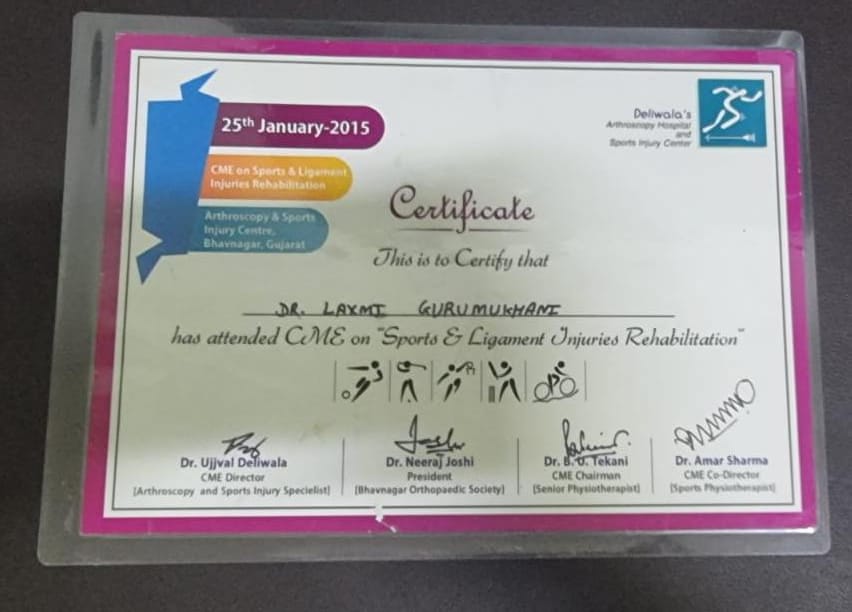 25th January-2015
CME on Sports & Ligament
Injuries Rehabilitation
Arthroscopy & Sports
Injury Centre,
Bhavnagar, Gujarat
Deliwala's
Arthroscopy Hospital
and
Sports Injury Center
Certificate
This is to Certify that
DR. LAXMI GURUMUKHANI
has attended CME on "Sports & Ligament Injuries Rehabilitation"
Dr. Ujjval Deliwala
CME Director
[Arthroscopy and Sports Injury Specielist]
Dr. Neeraj Joshi
President
[Bhavnagar Orthopaedic Society]
Dr. B. U. Tekani
CME Chairman
[Senior Physiotherapist]
Dr. Amar Sharma
CME Co-Director
[Sports Physiotherapist]